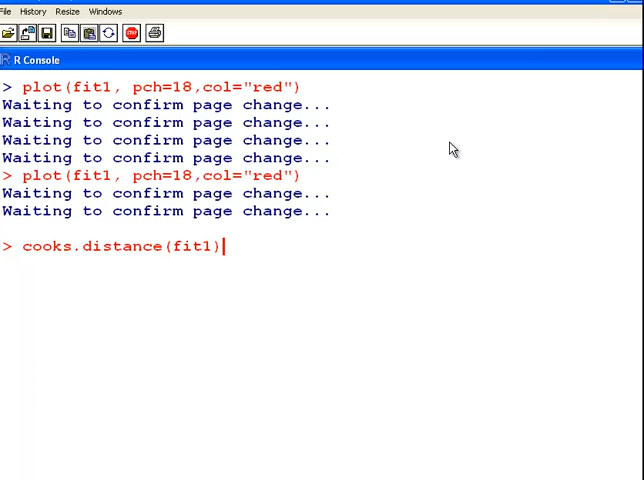 File History Resize Windows
R Console
> plot(fit1, pch=18,col="red")
Waiting to confirm page change...
Waiting to confirm page change...
Waiting to confirm page change...
Waiting to confirm page change...
> plot(fit1, pch=18,col="red")
Waiting to confirm page change...
Waiting to confirm page change...
> cooks.distance(fit1)